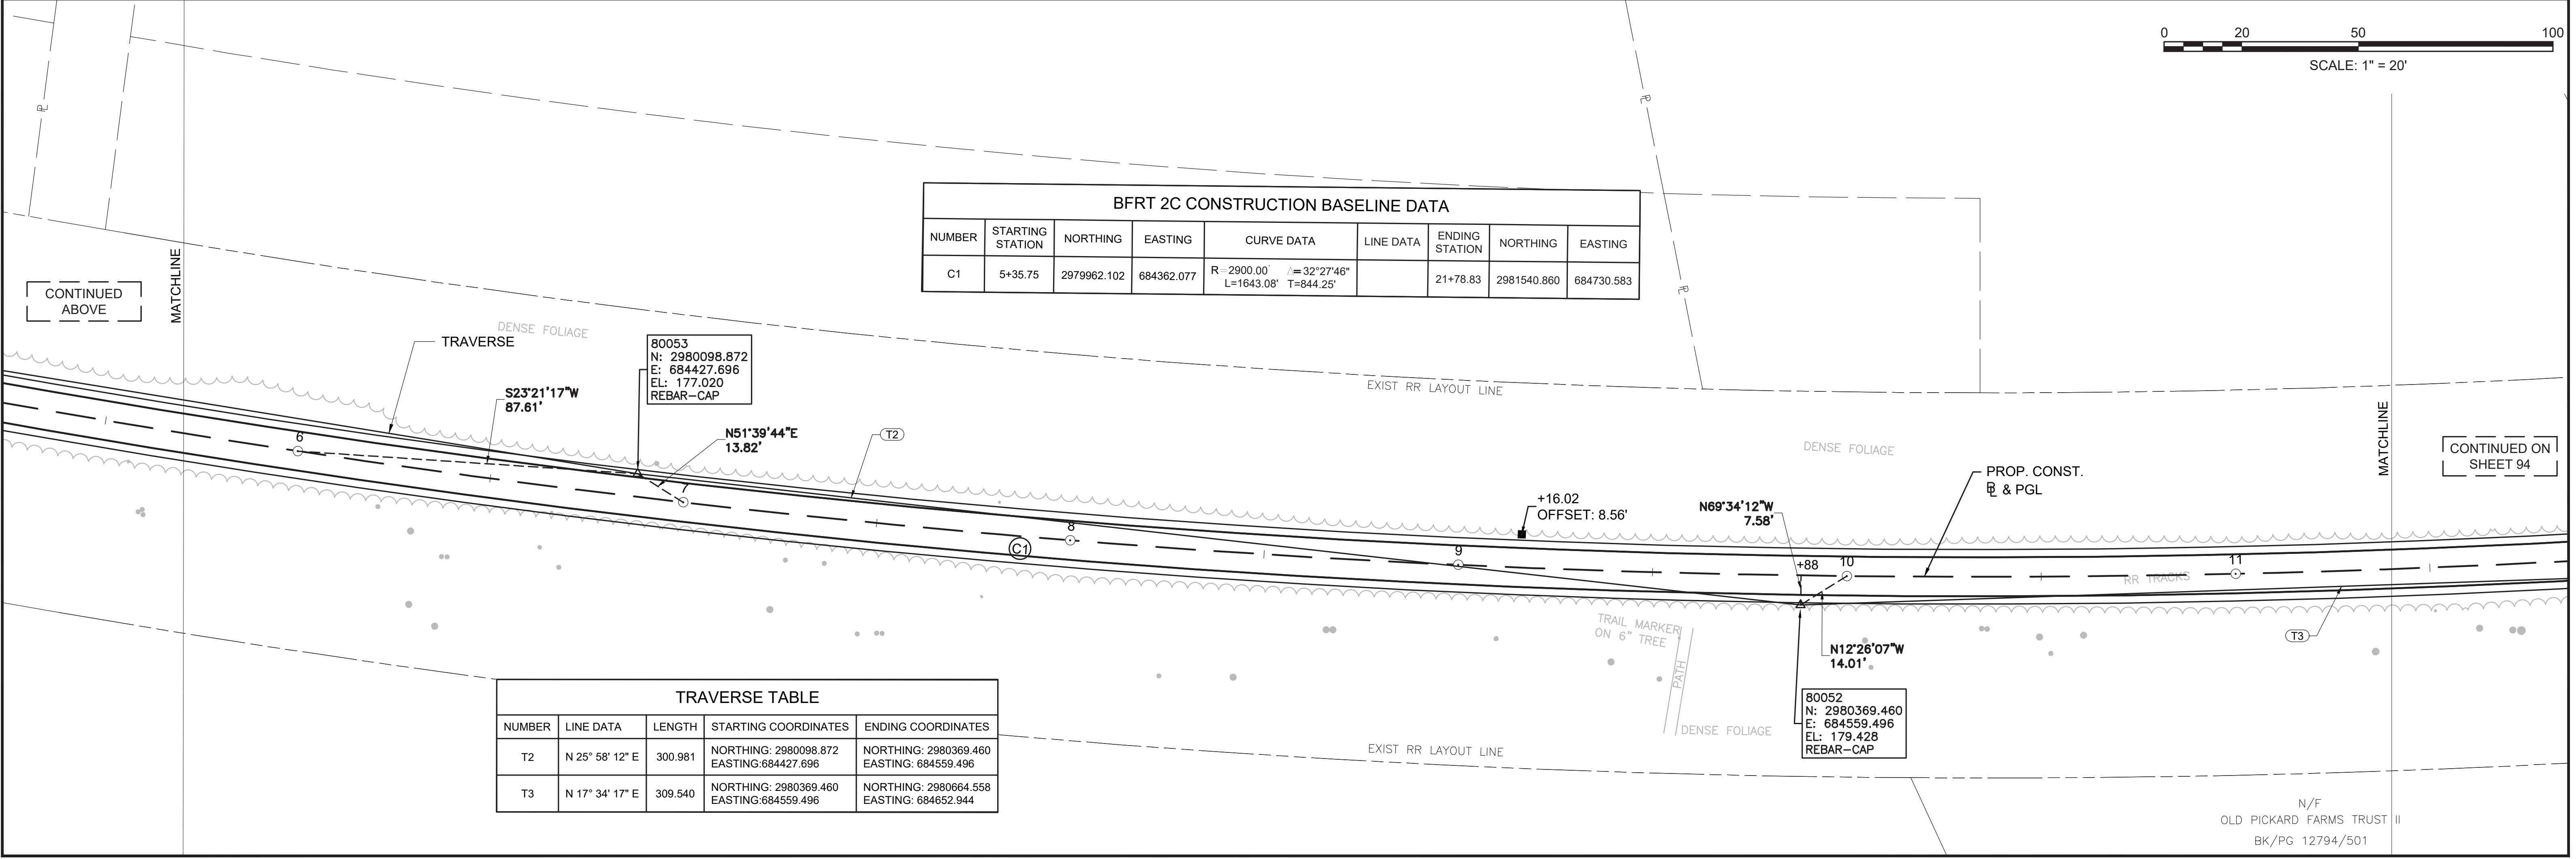 0 20 50 100
SCALE: 1" = 20'
PL
PL
PL
BFRT 2C CONSTRUCTION BASELINE DATA
NUMBER STARTING STATION NORTHING EASTING CURVE DATA LINE DATA ENDING STATION NORTHING EASTING
C1 5+35.75 2979962.102 684362.077 R=2900.00' Δ=32°27'46" L=1643.08' T=844.25' 21+78.83 2981540.860 684730.583
MATCHLINE
CONTINUED
ABOVE
DENSE FOLIAGE
TRAVERSE
80053
N: 2980098.872
E: 684427.696
EL: 177.020
REBAR-CAP
S23°21'17"W
87.61'
N51°39'44"E
13.82'
T2
EXIST RR LAYOUT LINE
DENSE FOLIAGE
MATCHLINE
CONTINUED ON
SHEET 94
PROP. CONST.
BL & PGL
+16.02
OFFSET: 8.56'
N69°34'12"W
7.58'
6
7
8
C1
9
+88
10
11
RR TRACKS
TRAIL MARKER
ON 6" TREE
PATH
N12°26'07"W
14.01'
T3
80052
N: 2980369.460
E: 684559.496
EL: 179.428
REBAR-CAP
DENSE FOLIAGE
EXIST RR LAYOUT LINE
TRAVERSE TABLE
NUMBER LINE DATA LENGTH STARTING COORDINATES ENDING COORDINATES
T2 N 25° 58' 12" E 300.981 NORTHING: 2980098.872 EASTING:684427.696 NORTHING: 2980369.460 EASTING: 684559.496
T3 N 17° 34' 17" E 309.540 NORTHING: 2980369.460 EASTING:684559.496 NORTHING: 2980664.558 EASTING: 684652.944
N/F
OLD PICKARD FARMS TRUST II
BK/PG 12794/501